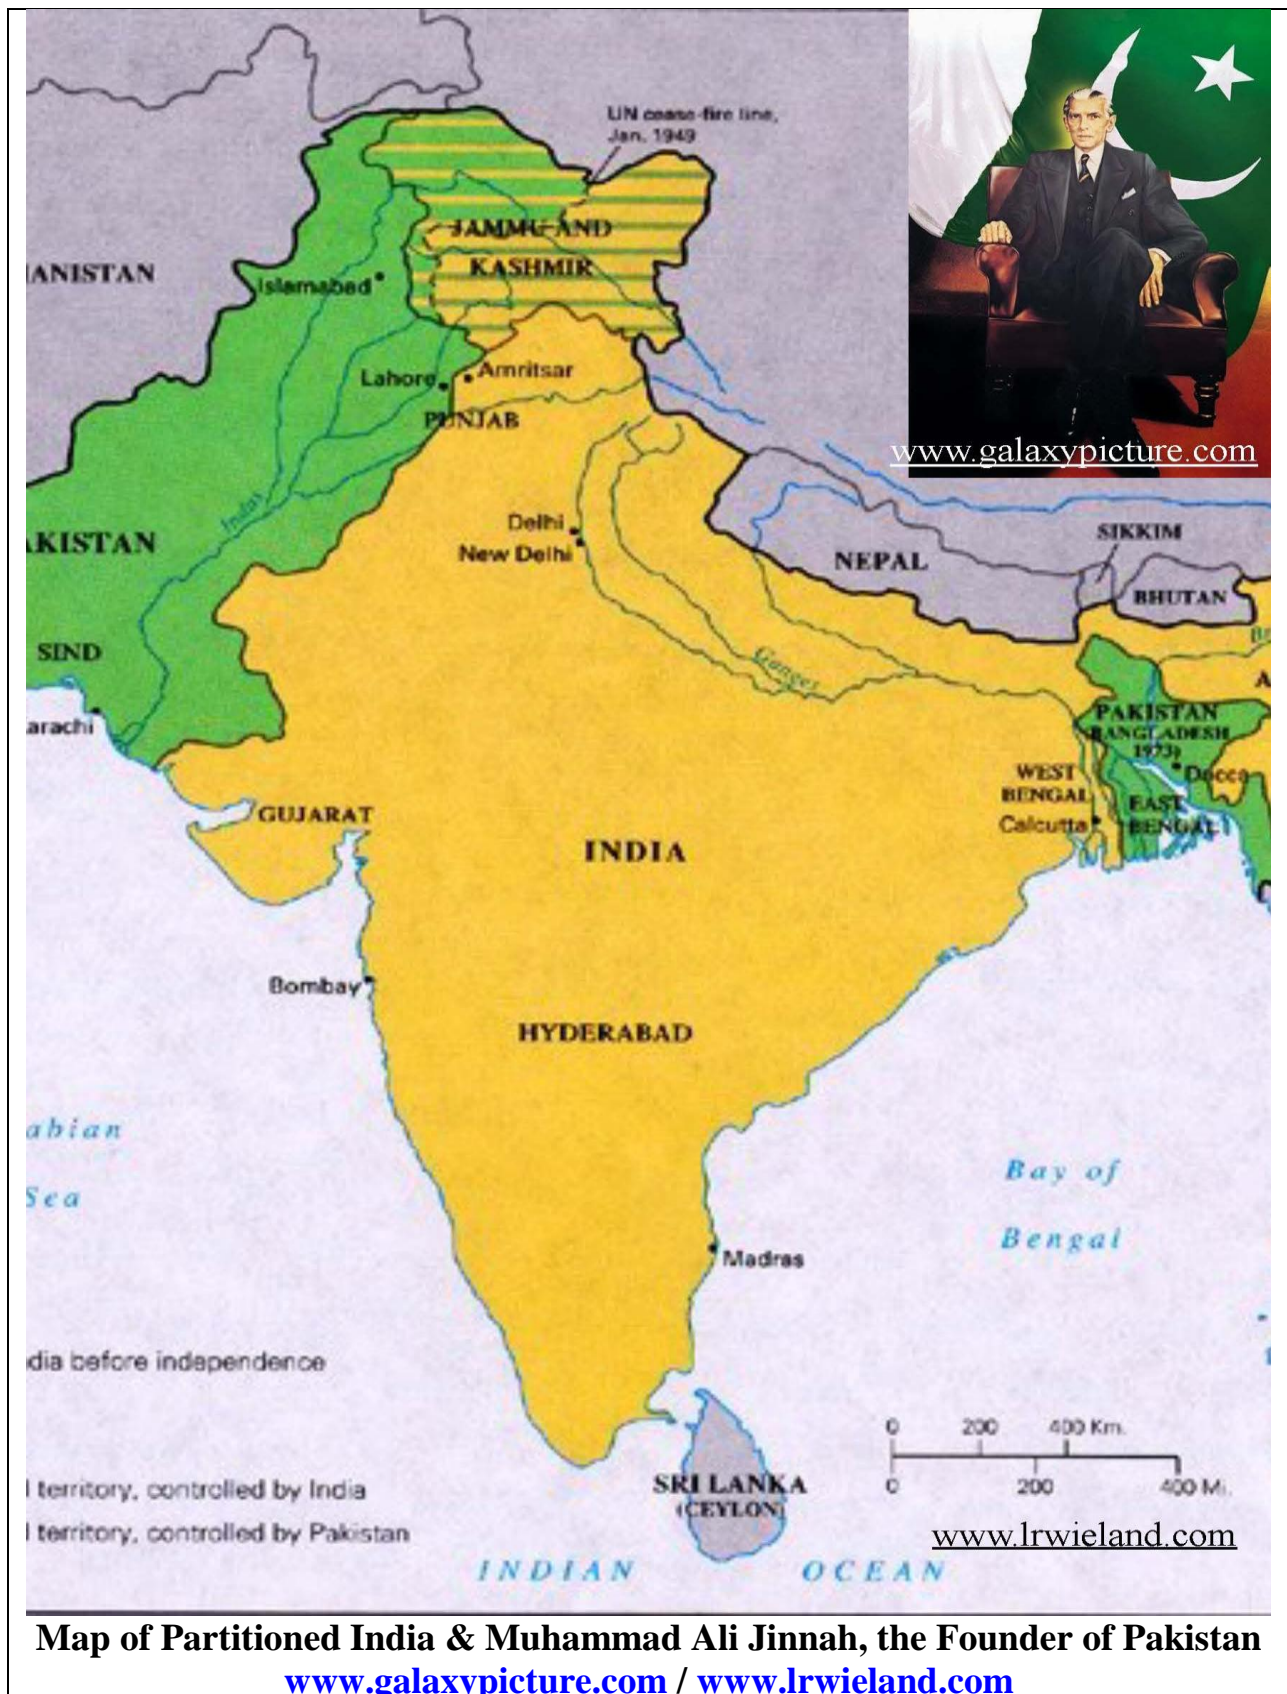 UN cease-fire line,
Jan. 1949
JAMMU AND
KASHMIR
ANISTAN
Islamabad
Lahore
Amritsar
PUNJAB
www.galaxypicture.com
Indus
Delhi
New Delhi
AKISTAN
NEPAL
SIKKIM
BHUTAN
SIND
Ganges
arachi
PAKISTAN
BANGLADESH
1973)
Dacca
WEST
BENGAL
EAST
BENGAL
Calcutta
GUJARAT
INDIA
Bombay
HYDERABAD
abian
Sea
Bay of
Bengal
Madras
dia before independence
0 200 400 Km.
0 200 400 Mi.
territory, controlled by India
territory, controlled by Pakistan
SRI LANKA
(CEYLON)
www.lrwieland.com
INDIAN OCEAN
Map of Partitioned India & Muhammad Ali Jinnah, the Founder of Pakistan
www.galaxypicture.com / www.lrwieland.com